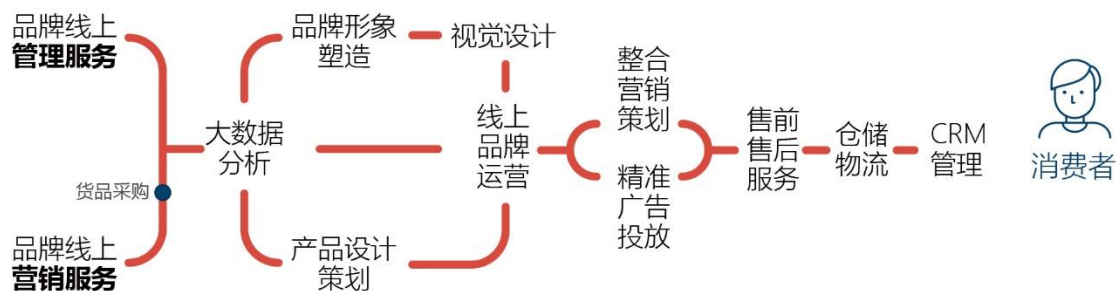 品牌线上
管理服务
货品采购
品牌线上
营销服务
大数据
分析
品牌形象
塑造
视觉设计
产品设计
策划
线上
品牌
运营
整合
营销
策划
精准
广告
投放
售前
售后
服务
仓储
物流
CRM
管理
消费者